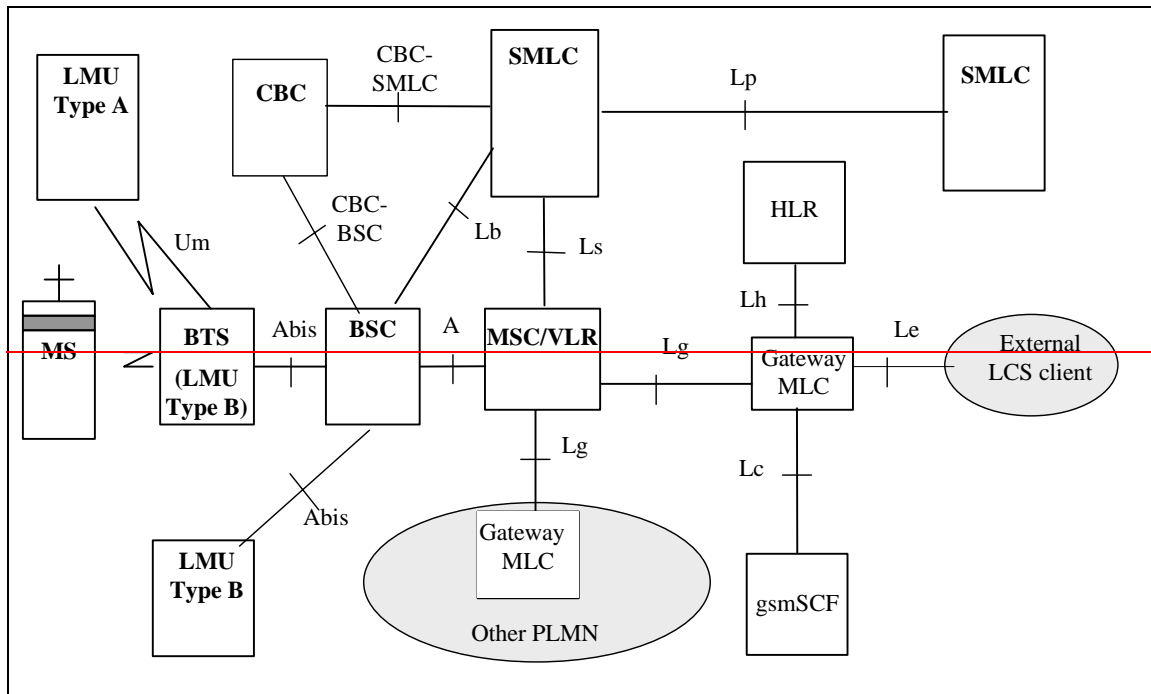 LMU
Type A
CBC
CBC-
SMLC
SMLC
Lp
SMLC
Um
CBC-
BSC
Lb
Ls
HLR
Lh
MS
BTS
(LMU
Type B)
Abis
BSC
A
MSC/VLR
Lg
Gateway
MLC
Le
External
LCS client
Lg
Lc
Abis
LMU
Type B
Gateway
MLC
Other PLMN
gsmSCF